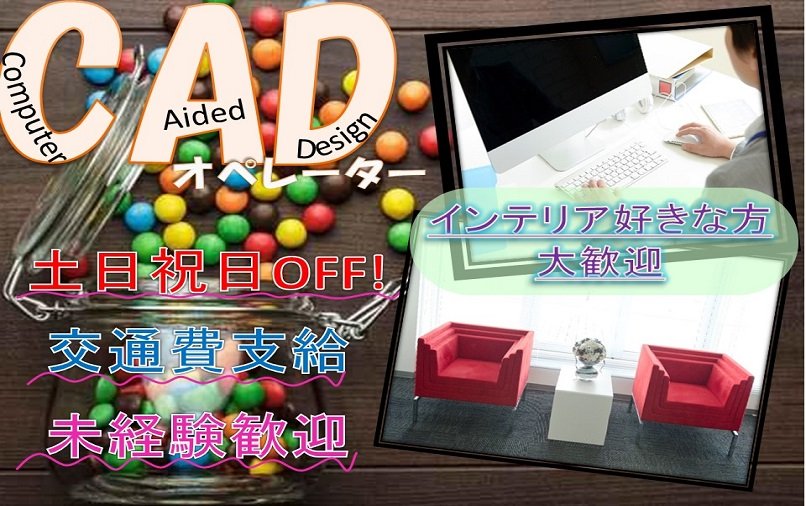 CAD
Computer
Aided
Design
オペレーター
土日祝日OFF!
交通費支給
未経験歓迎
インテリア好きな方
大歓迎